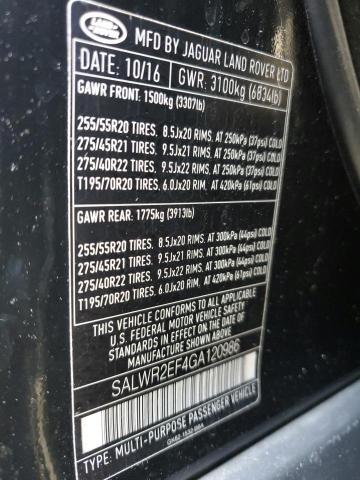 LAND ROVER
MFD BY JAGUAR LAND ROVER LTD
DATE: 10/16 GWR: 3100kg (6834lb)
GAWR FRONT: 1500kg (3307lb)
255/55R20 TIRES, 8.5Jx20 RIMS. AT 250kPa (37psi) COLD
275/45R21 TIRES, 9.5Jx21 RIMS, AT 250kPa (37psi) COLD
275/40R22 TIRES, 9.5Jx22 RIMS, AT 250kPa (37psi) COLD
T195/70R20 TIRES, 6.0Jx20 RIM, AT 420kPa (61psi) COLD
GAWR REAR: 1775kg (3913lb)
255/55R20 TIRES, 8.5Jx20 RIMS. AT 300kPa (44psi) COLD
275/45R21 TIRES, 9.5Jx21 RIMS, AT 300kPa (44psi) COLD
275/40R22 TIRES, 9.5Jx22 RIMS, AT 300kPa (44psi) COLD
T195/70R20 TIRES, 6.0Jx20 RIM, AT 420kPa (61psi) COLD
THIS VEHICLE CONFORMS TO ALL APPLICABLE
U.S. FEDERAL MOTOR VEHICLE SAFETY
STANDARDS IN EFFECT ON THE DATE OF
MANUFACTURE SHOWN ABOVE.
SALWR2EF4GA120986
TYPE: MULTI-PURPOSE PASSENGER VEHICLE